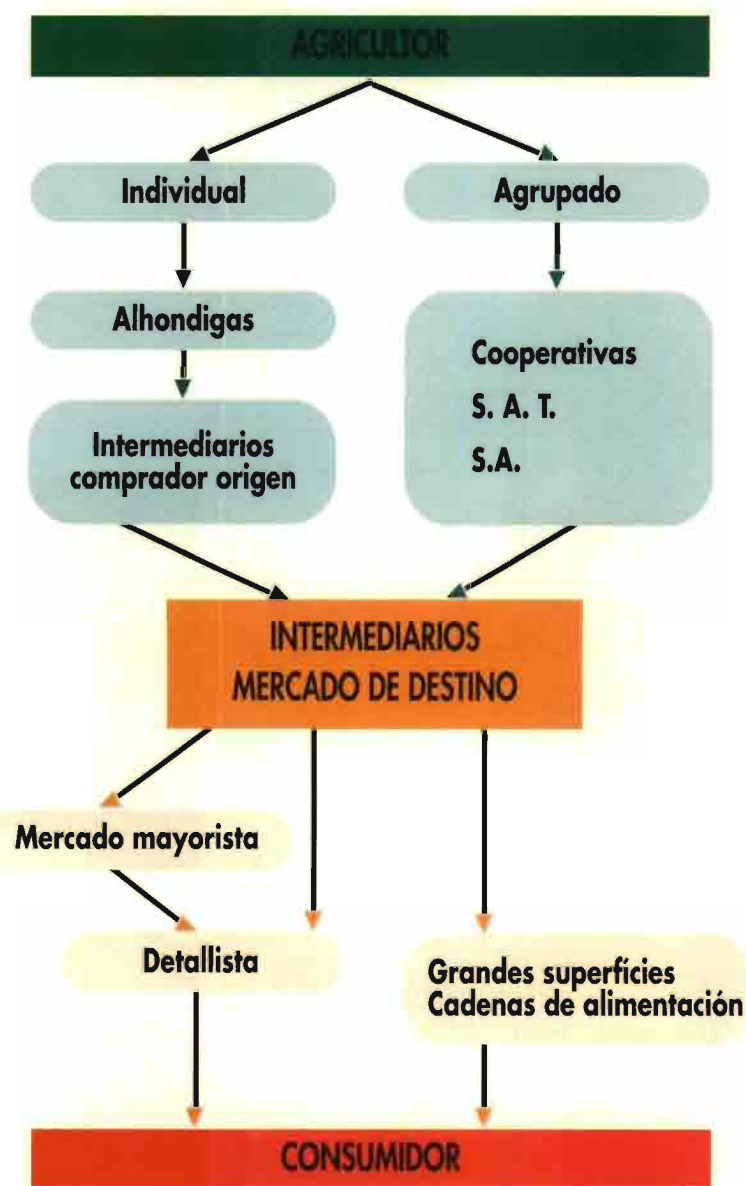 AGRICULTOR
Individual
Agrupado
Alhondigas
Cooperativas
S. A. T.
S.A.
Intermediarios
comprador origen
INTERMEDIARIOS
MERCADO DE DESTINO
Mercado mayorista
Detallista
Grandes superfícies
Cadenas de alimentación
CONSUMIDOR